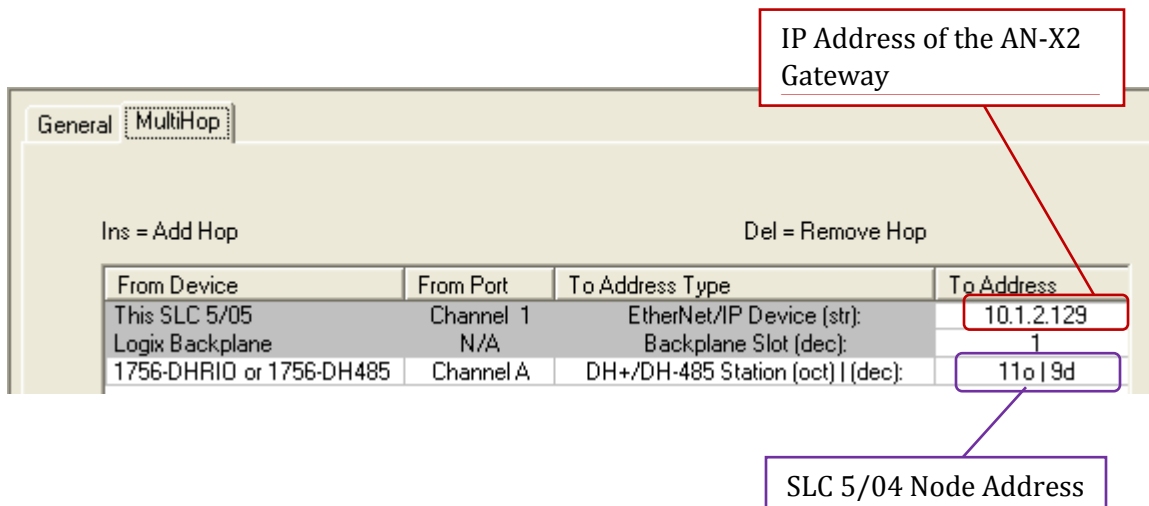 IP Address of the AN-X2
Gateway
General MultiHop
Ins = Add Hop Del = Remove Hop
From Device From Port To Address Type To Address
This SLC 5/05 Channel 1 EtherNet/IP Device (str): 10.1.2.129
Logix Backplane N/A Backplane Slot (dec): 1
1756-DHRIO or 1756-DH485 Channel A DH+/DH-485 Station (oct) | (dec): 11o | 9d
SLC 5/04 Node Address